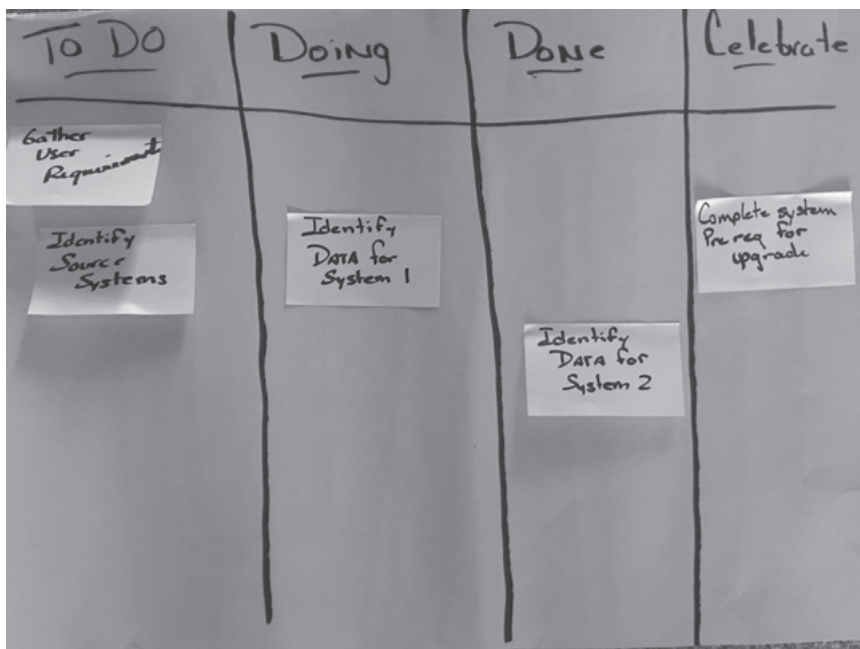 To Do
Doing
Done
Celebrate
Gather
User
Requirement
Identify
Source
Systems
Identify
DATA for
System 1
Identify
DATA for
System 2
Complete system
Prereq for
upgrade